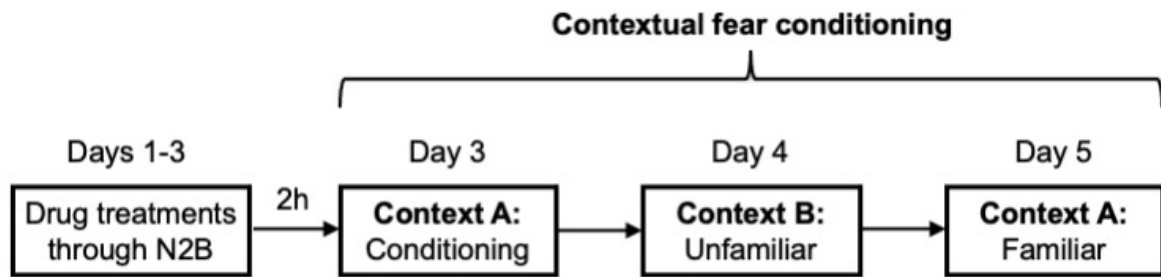 Contextual fear conditioning
Days 1-3
Day 3
Day 4
Day 5
Drug treatments
through N2B
2h
Context A:
Conditioning
Context B:
Unfamiliar
Context A:
Familiar